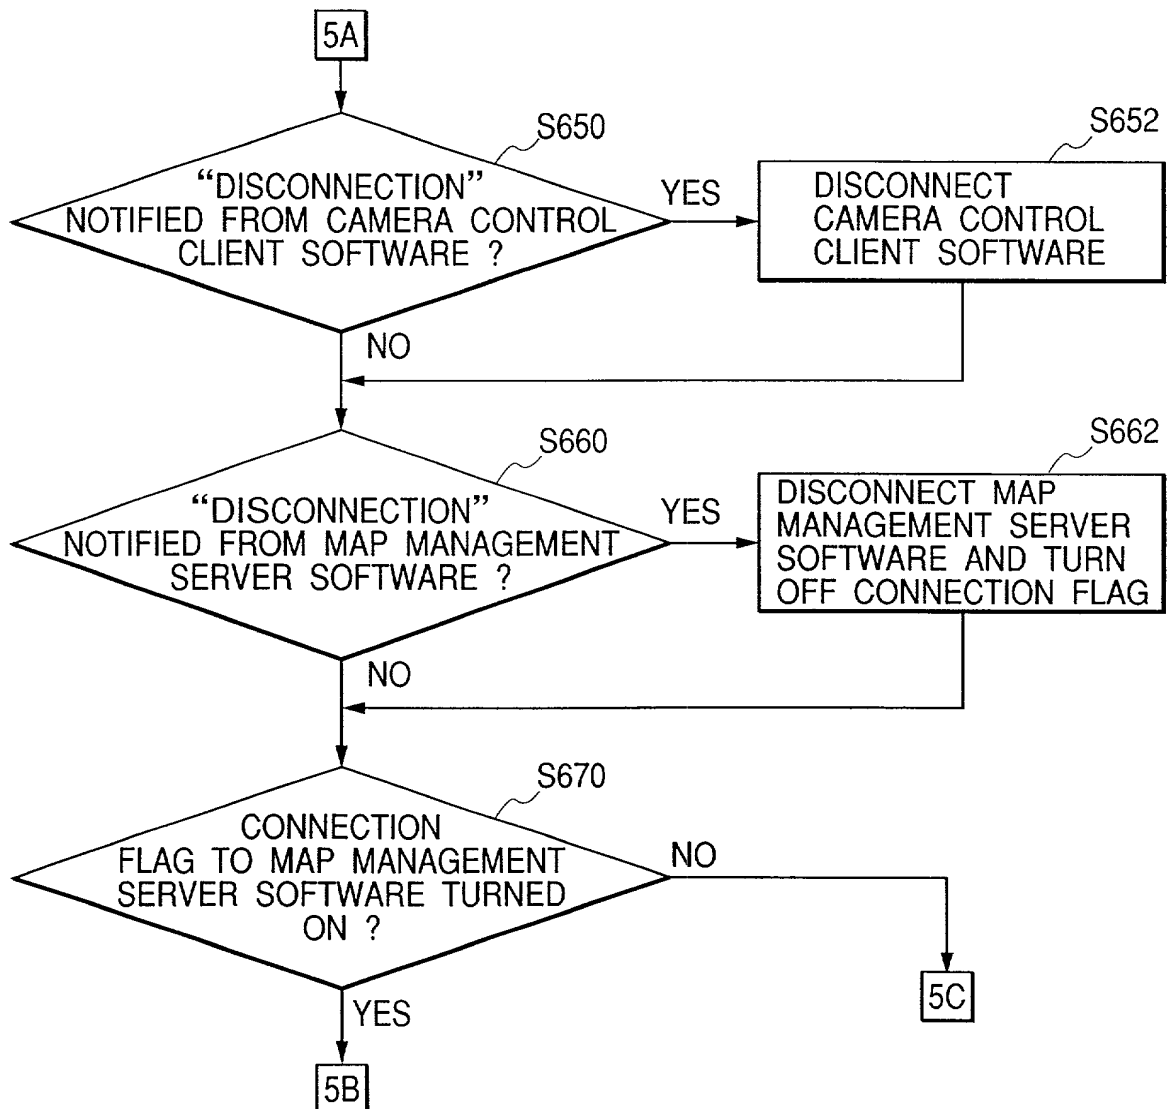 5A
S650
"DISCONNECTION"
NOTIFIED FROM CAMERA CONTROL
CLIENT SOFTWARE ?
YES
S652
DISCONNECT
CAMERA CONTROL
CLIENT SOFTWARE
NO
S660
"DISCONNECTION"
NOTIFIED FROM MAP MANAGEMENT
SERVER SOFTWARE ?
YES
S662
DISCONNECT MAP
MANAGEMENT SERVER
SOFTWARE AND TURN
OFF CONNECTION FLAG
NO
S670
CONNECTION
FLAG TO MAP MANAGEMENT
SERVER SOFTWARE TURNED
ON ?
NO
5C
YES
5B